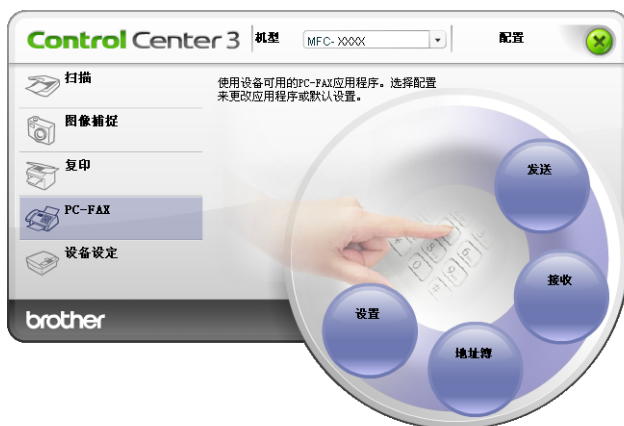 Control Center 3 机型 MFC- XXXX 配置
扫描
使用设备可用的PC-FAX应用程序。选择配置
来更改应用程序或默认设置。
图像捕捉
复印
PC-FAX
设备设定
发送
接收
设置
地址簿
brother